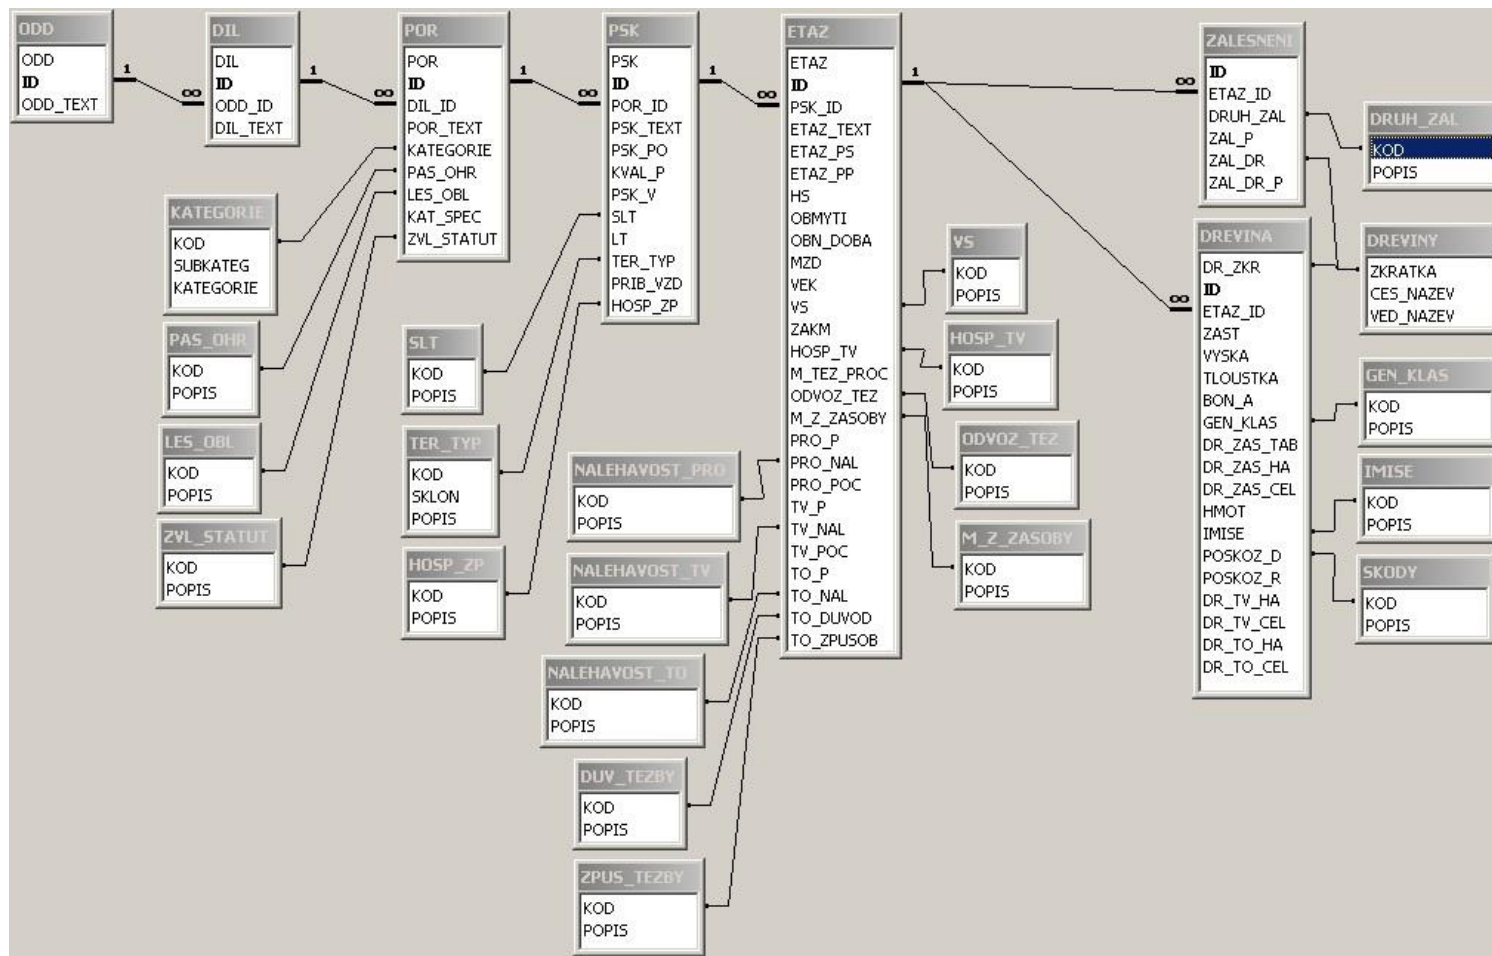 ODD
ODD
ID
ODD_TEXT
1
∞
DIL
DIL
ID
ODD_ID
DIL_TEXT
1
∞
POR
POR
ID
DIL_ID
POR_TEXT
KATEGORIE
PAS_OHR
LES_OBL
KAT_SPEC
ZVL_STATUT
1
∞
PSK
PSK
ID
POR_ID
PSK_TEXT
PSK_PO
KVAL_P
PSK_V
SLT
LT
TER_TYP
PRIB_VZD
HOSP_ZP
1
∞
ETAZ
ETAZ
ID
PSK_ID
ETAZ_TEXT
ETAZ_PS
ETAZ_PP
HS
OBMYTI
OBN_DOBA
MZD
VEK
VS
ZAKM
HOSP_TV
M_TEZ_PROC
ODVOZ_TEZ
M_Z_ZASOBY
PRO_P
PRO_NAL
PRO_POC
TV_P
TV_NAL
TV_POC
TO_P
TO_NAL
TO_DUVOD
TO_ZPUSOB
1
∞
∞
ZALESNENI
ID
ETAZ_ID
DRUH_ZAL
ZAL_P
ZAL_DR
ZAL_DR_P
DRUH_ZAL
KOD
POPIS
DREVINA
DR_ZKR
ID
ETAZ_ID
ZAST
VYSKA
TLOUSTKA
BON_A
GEN_KLAS
DR_ZAS_TAB
DR_ZAS_HA
DR_ZAS_CEL
HMOT
IMISE
POSKOZ_D
POSKOZ_R
DR_TV_HA
DR_TV_CEL
DR_TO_HA
DR_TO_CEL
DREVINY
ZKRATKA
CES_NAZEV
VED_NAZEV
GEN_KLAS
KOD
POPIS
IMISE
KOD
POPIS
SKODY
KOD
POPIS
KATEGORIE
KOD
SUBKATEG
KATEGORIE
PAS_OHR
KOD
POPIS
LES_OBL
KOD
POPIS
ZVL_STATUT
KOD
POPIS
SLT
KOD
POPIS
TER_TYP
KOD
SKLON
POPIS
HOSP_ZP
KOD
POPIS
NALEHAVOST_PRO
KOD
POPIS
NALEHAVOST_TV
KOD
POPIS
NALEHAVOST_TO
KOD
POPIS
DUV_TEZBY
KOD
POPIS
ZPUS_TEZBY
KOD
POPIS
VS
KOD
POPIS
HOSP_TV
KOD
POPIS
ODVOZ_TEZ
KOD
POPIS
M_Z_ZASOBY
KOD
POPIS